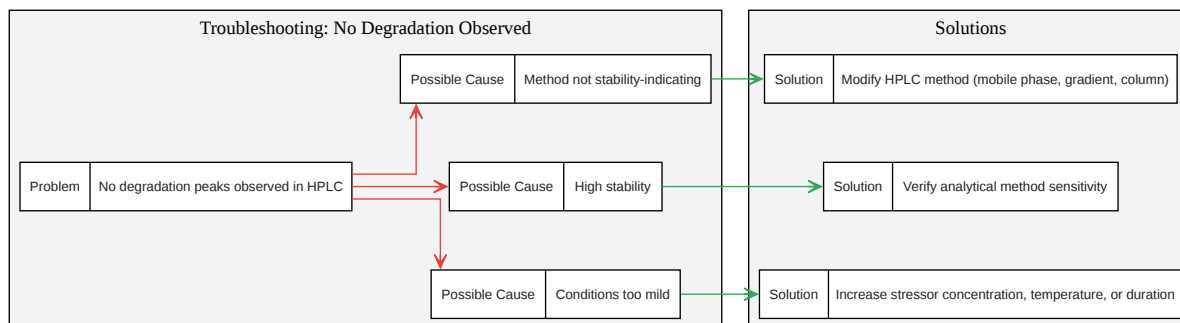 Troubleshooting: No Degradation Observed
Solutions
Possible Cause Method not stability-indicating
Solution Modify HPLC method (mobile phase, gradient, column)
Problem No degradation peaks observed in HPLC
Possible Cause High stability
Solution Verify analytical method sensitivity
Possible Cause Conditions too mild
Solution Increase stressor concentration, temperature, or duration